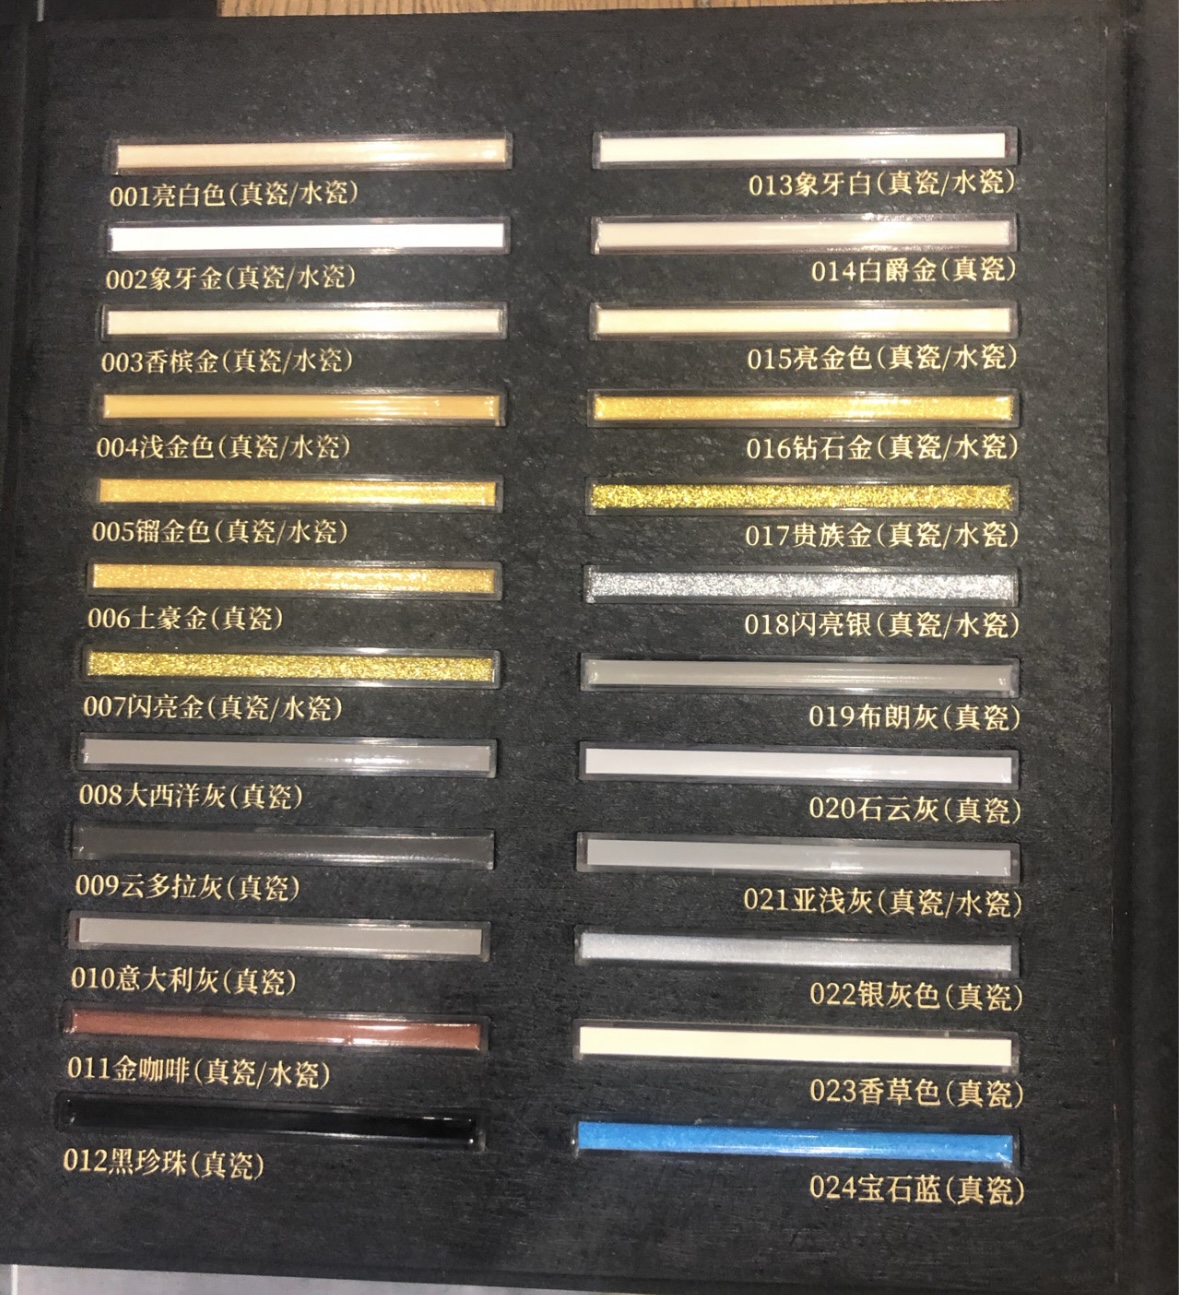 001亮白色(真瓷/水瓷)
002象牙金(真瓷/水瓷)
003香槟金(真瓷/水瓷)
004浅金色(真瓷/水瓷)
005镏金色(真瓷/水瓷)
006土豪金(真瓷)
007闪亮金(真瓷/水瓷)
008大西洋灰(真瓷)
009云多拉灰(真瓷)
010意大利灰(真瓷)
011金咖啡(真瓷/水瓷)
012黑珍珠(真瓷)
013象牙白(真瓷/水瓷)
014白爵金(真瓷)
015亮金色(真瓷/水瓷)
016钻石金(真瓷/水瓷)
017贵族金(真瓷/水瓷)
018闪亮银(真瓷/水瓷)
019布朗灰(真瓷)
020石云灰(真瓷)
021亚浅灰(真瓷/水瓷)
022银灰色(真瓷)
023香草色(真瓷)
024宝石蓝(真瓷)